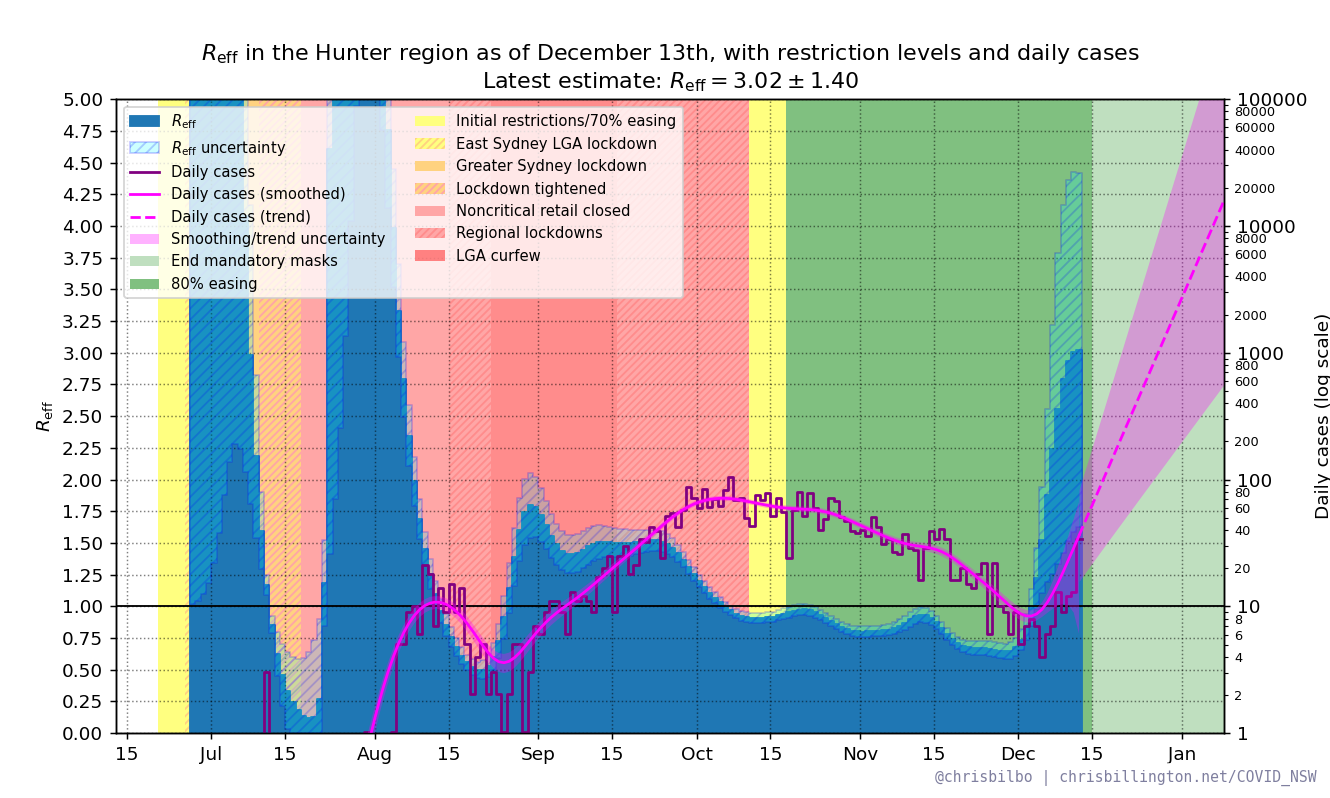 Reff in the Hunter region as of December 13th, with restriction levels and daily cases
Latest estimate: Reff = 3.02 ± 1.40
Reff
Reff uncertainty
Daily cases
Daily cases (smoothed)
Daily cases (trend)
Smoothing/trend uncertainty
End mandatory masks
80% easing
Initial restrictions/70% easing
East Sydney LGA lockdown
Greater Sydney lockdown
Lockdown tightened
Noncritical retail closed
Regional lockdowns
LGA curfew
Reff
5.00
4.75
4.50
4.25
4.00
3.75
3.50
3.25
3.00
2.75
2.50
2.25
2.00
1.75
1.50
1.25
1.00
0.75
0.50
0.25
0.00
100000
80000
60000
40000
20000
10000
8000
6000
4000
2000
1000
800
600
400
200
100
80
60
40
20
10
8
6
4
2
1
Daily cases (log scale)
15 Jul 15 Aug 15 Sep 15 Oct 15 Nov 15 Dec 15 Jan
@chrisbilbo | chrisbillington.net/COVID_NSW